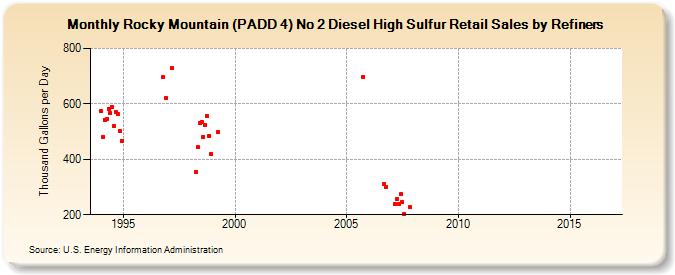 Monthly Rocky Mountain (PADD 4) No 2 Diesel High Sulfur Retail Sales by Refiners
Thousand Gallons per Day
800
600
400
200
1995 2000 2005 2010 2015
Source: U.S. Energy Information Administration